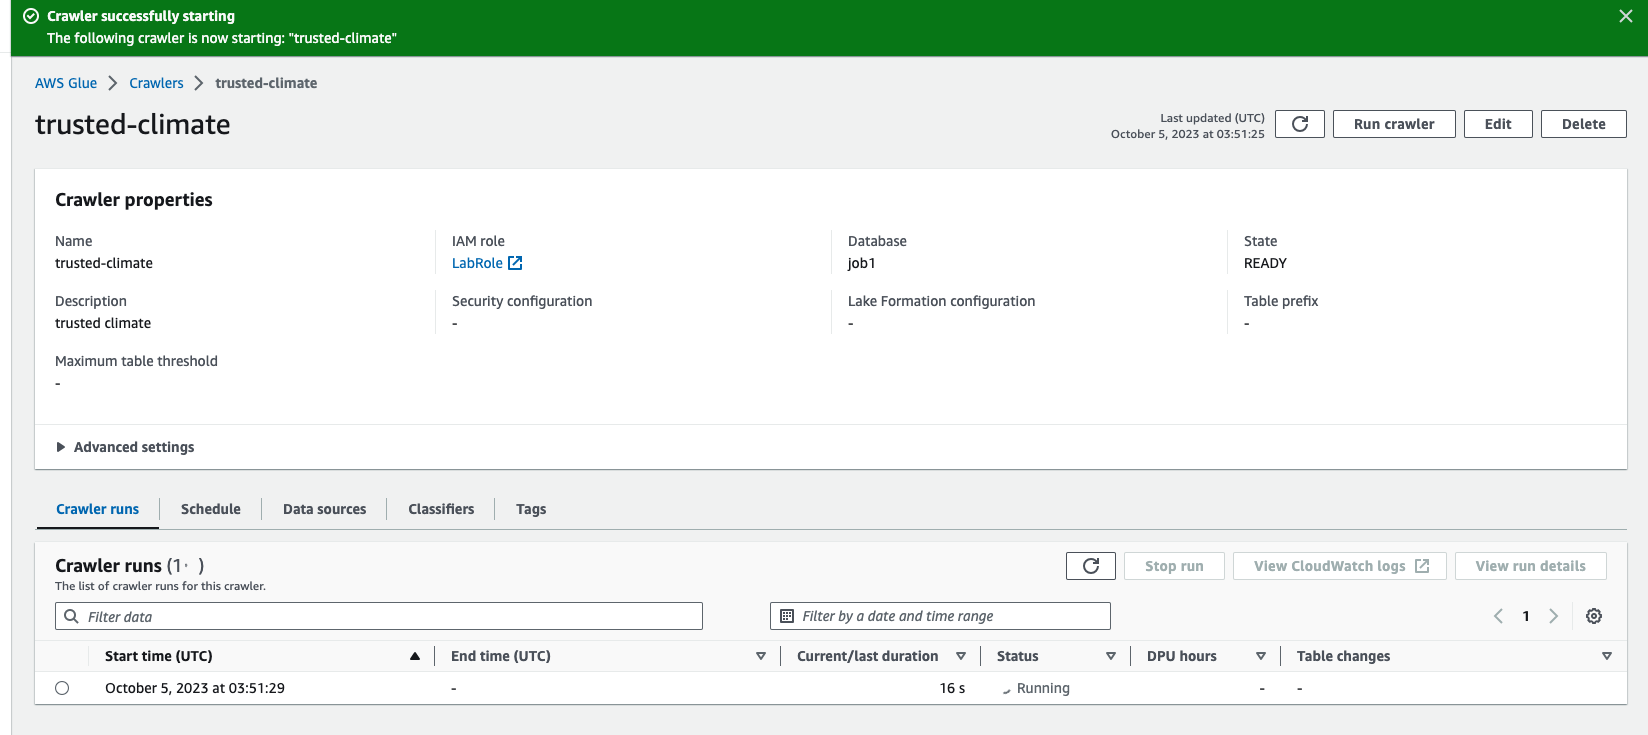 Crawler successfully starting
The following crawler is now starting: "trusted-climate"
AWS Glue > Crawlers > trusted-climate
trusted-climate
Last updated (UTC)
October 5, 2023 at 03:51:25
Run crawler Edit Delete
Crawler properties
Name IAM role Database State
trusted-climate LabRole job1 READY
Description Security configuration Lake Formation configuration Table prefix
trusted climate - - -
Maximum table threshold
-
Advanced settings
Crawler runs Schedule Data sources Classifiers Tags
Crawler runs (1 )
The list of crawler runs for this crawler.
Stop run View CloudWatch logs View run details
Filter data Filter by a date and time range 1
Start time (UTC) End time (UTC) Current/last duration Status DPU hours Table changes
October 5, 2023 at 03:51:29 - 16 s Running - -